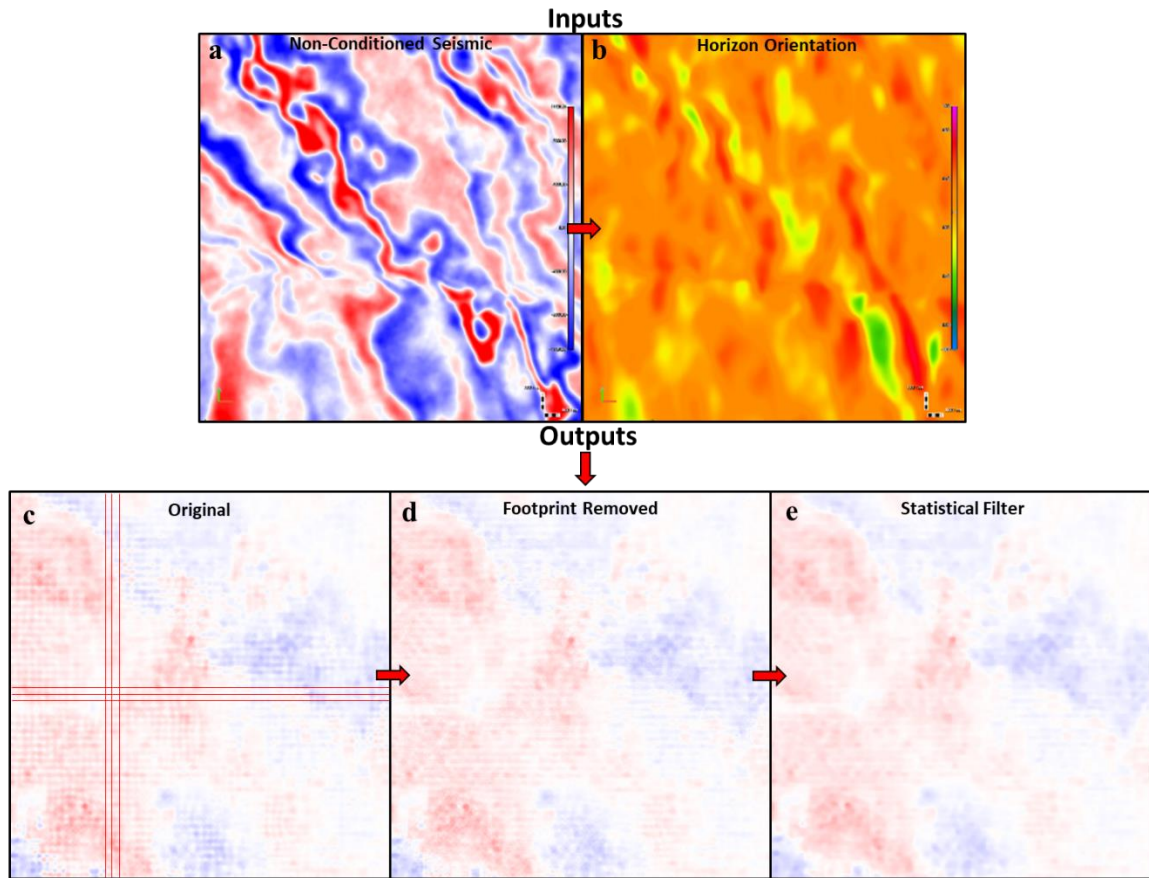 Inputs
a
Non-Conditioned Seismic
b
Horizon Orientation
Outputs
c
Original
d
Footprint Removed
e
Statistical Filter